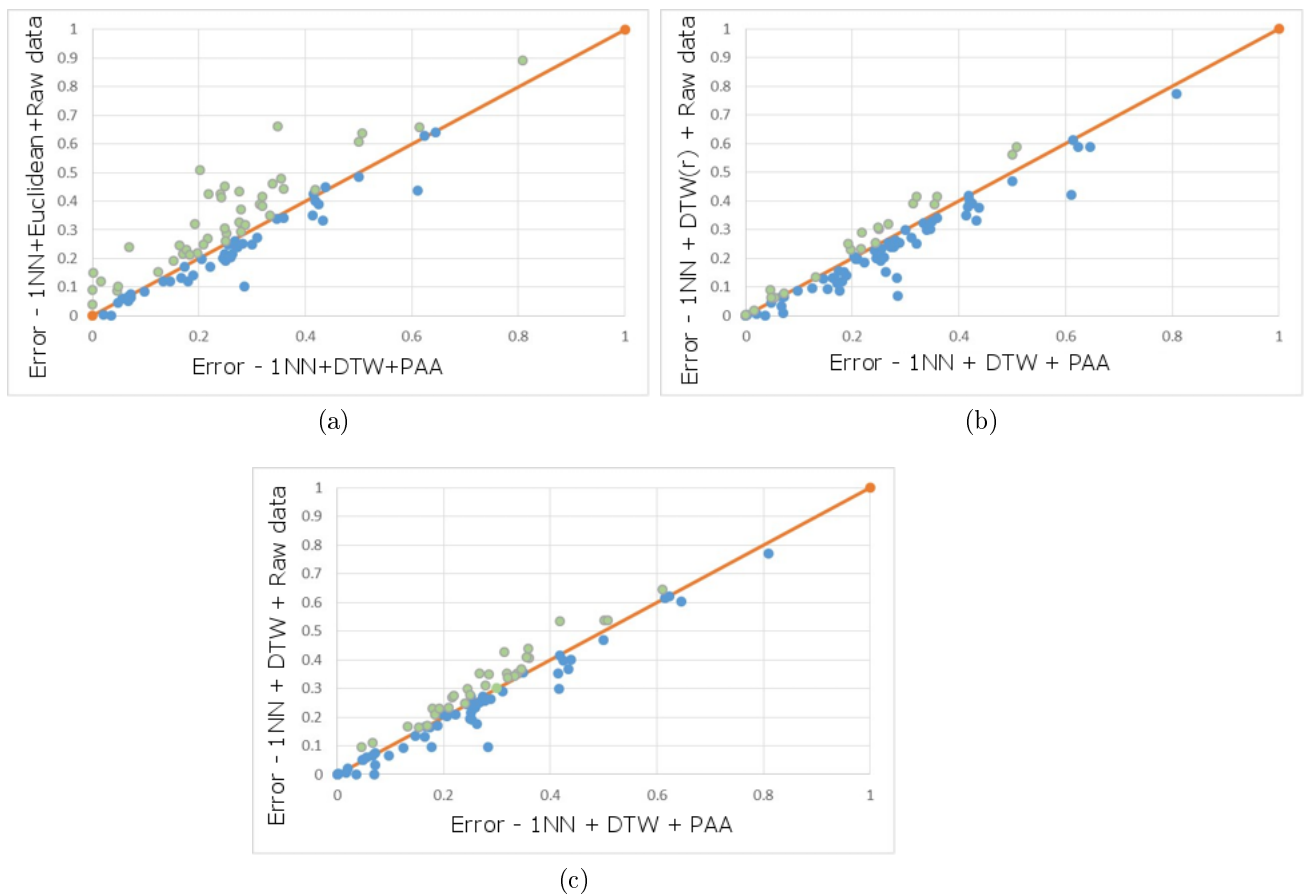 Error - 1NN+Euclidean+Raw data
1
0.9
0.8
0.7
0.6
0.5
0.4
0.3
0.2
0.1
0
0 0.2 0.4 0.6 0.8 1
Error - 1NN+DTW+PAA
(a)
Error - 1NN + DTW(r) + Raw data
1
0.9
0.8
0.7
0.6
0.5
0.4
0.3
0.2
0.1
0
0 0.2 0.4 0.6 0.8 1
Error - 1NN + DTW + PAA
(b)
Error - 1NN + DTW + Raw data
1
0.9
0.8
0.7
0.6
0.5
0.4
0.3
0.2
0.1
0
0 0.2 0.4 0.6 0.8 1
Error - 1NN + DTW + PAA
(c)